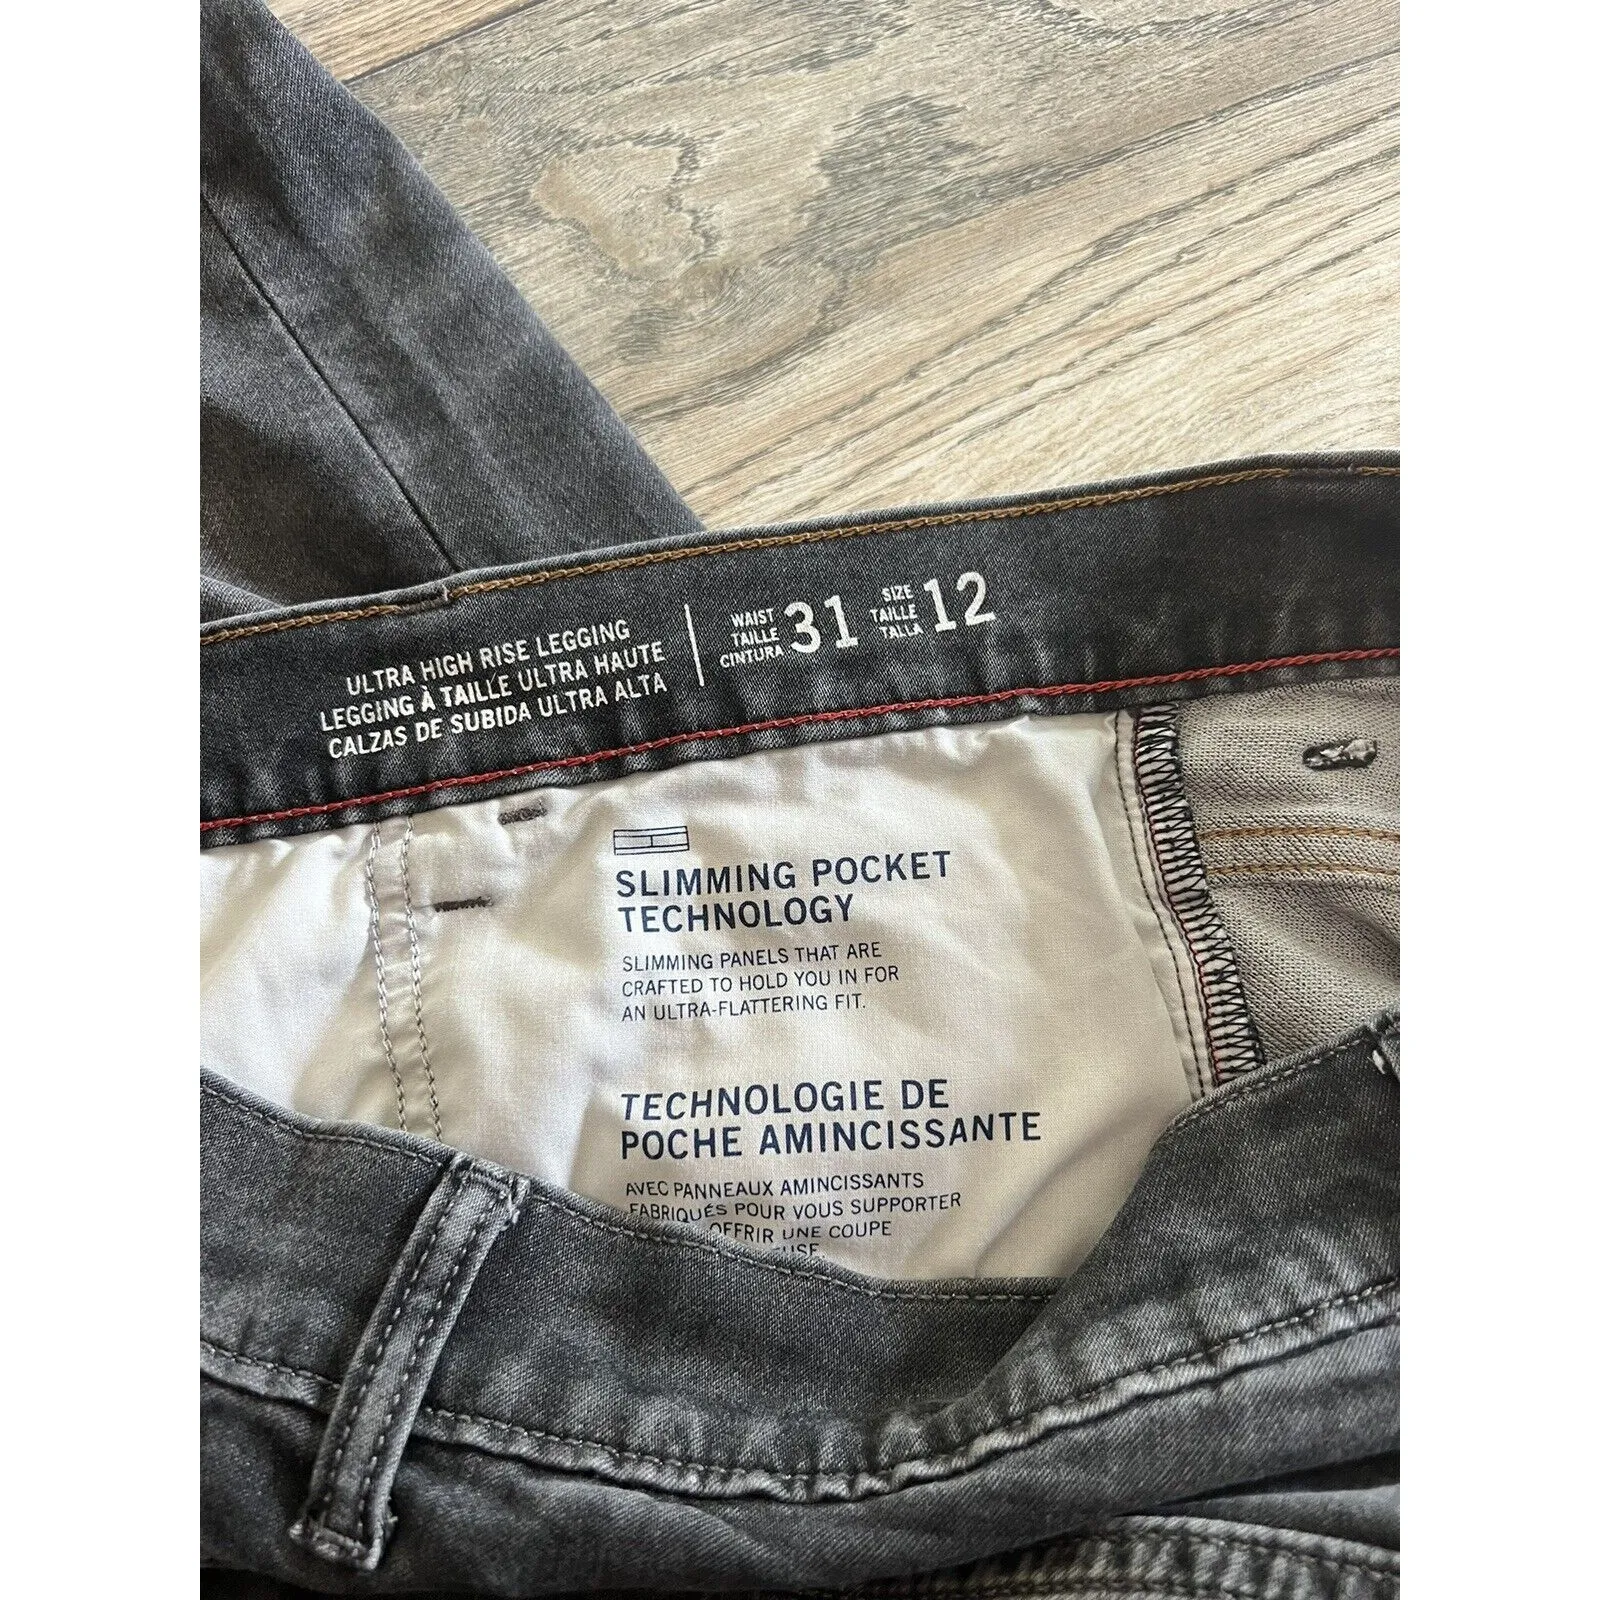 ULTRA HIGH RISE LEGGING
LEGGING À TAILLE ULTRA HAUTE
CALZAS DE SUBIDA ULTRA ALTA
WAIST
TAILLE
CINTURA
31
SIZE
TAILLE
TALLA
12
SLIMMING POCKET
TECHNOLOGY
SLIMMING PANELS THAT ARE
CRAFTED TO HOLD YOU IN FOR
AN ULTRA-FLATTERING FIT.
TECHNOLOGIE DE
POCHE AMINCISSANTE
AVEC PANNEAUX AMINCISSANTS
FABRIQUÉS POUR VOUS SUPPORTER
OFFRIR UNE COUPE